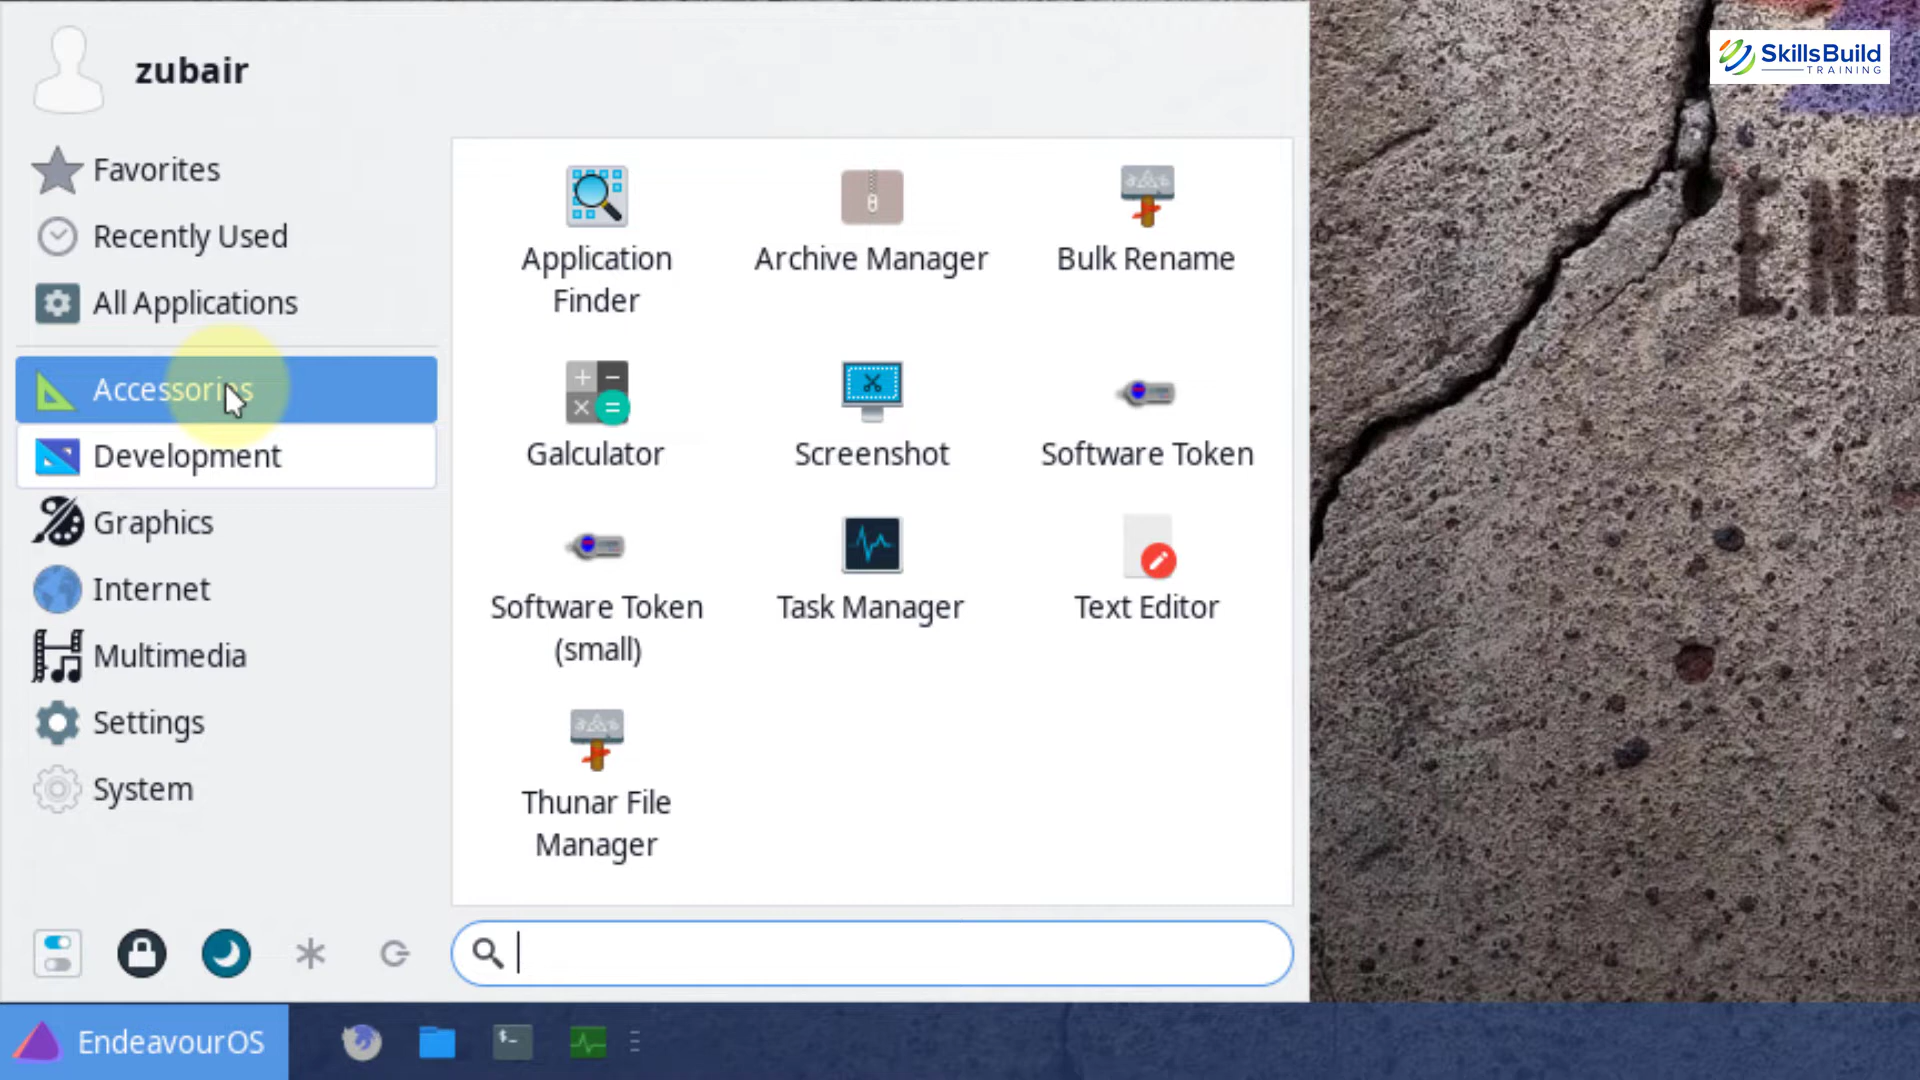 zubair
SkillsBuild
TRAINING
Favorites
Recently Used
All Applications
Accessories
Development
Graphics
Internet
Multimedia
Settings
System
Application
Finder
Archive Manager
Bulk Rename
Galculator
Screenshot
Software Token
Software Token
(small)
Task Manager
Text Editor
Thunar File
Manager
END
EndeavourOS